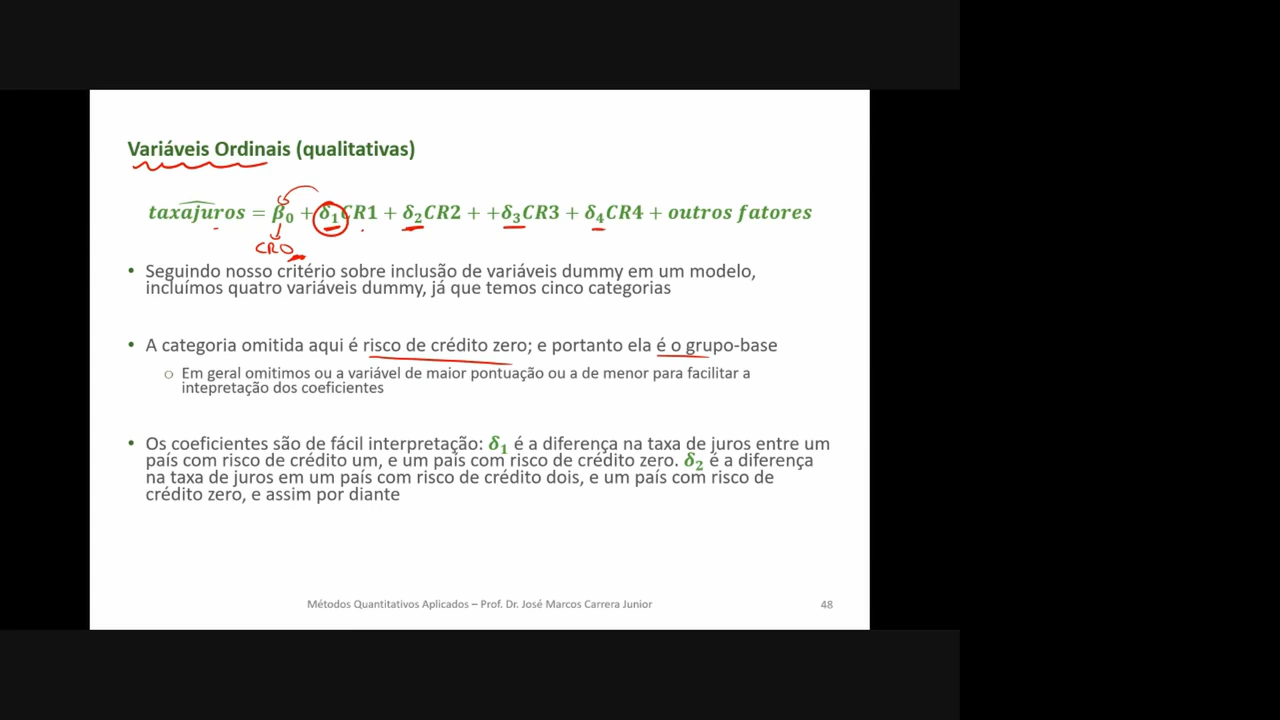 Variáveis Ordinais (qualitativas)
taxajuros = β₀ + δ₁CR1 + δ₂CR2 + +δ₃CR3 + δ₄CR4 + outros fatores
CR0
• Seguindo nosso critério sobre inclusão de variáveis dummy em um modelo,
incluímos quatro variáveis dummy, já que temos cinco categorias
• A categoria omitida aqui é risco de crédito zero; e portanto ela é o grupo-base
○ Em geral omitimos ou a variável de maior pontuação ou a de menor para facilitar a
intepretação dos coeficientes
• Os coeficientes são de fácil interpretação: δ₁ é a diferença na taxa de juros entre um
país com risco de crédito um, e um país com risco de crédito zero. δ₂ é a diferença
na taxa de juros em um país com risco de crédito dois, e um país com risco de
crédito zero, e assim por diante
Métodos Quantitativos Aplicados – Prof. Dr. José Marcos Carrera Junior
48